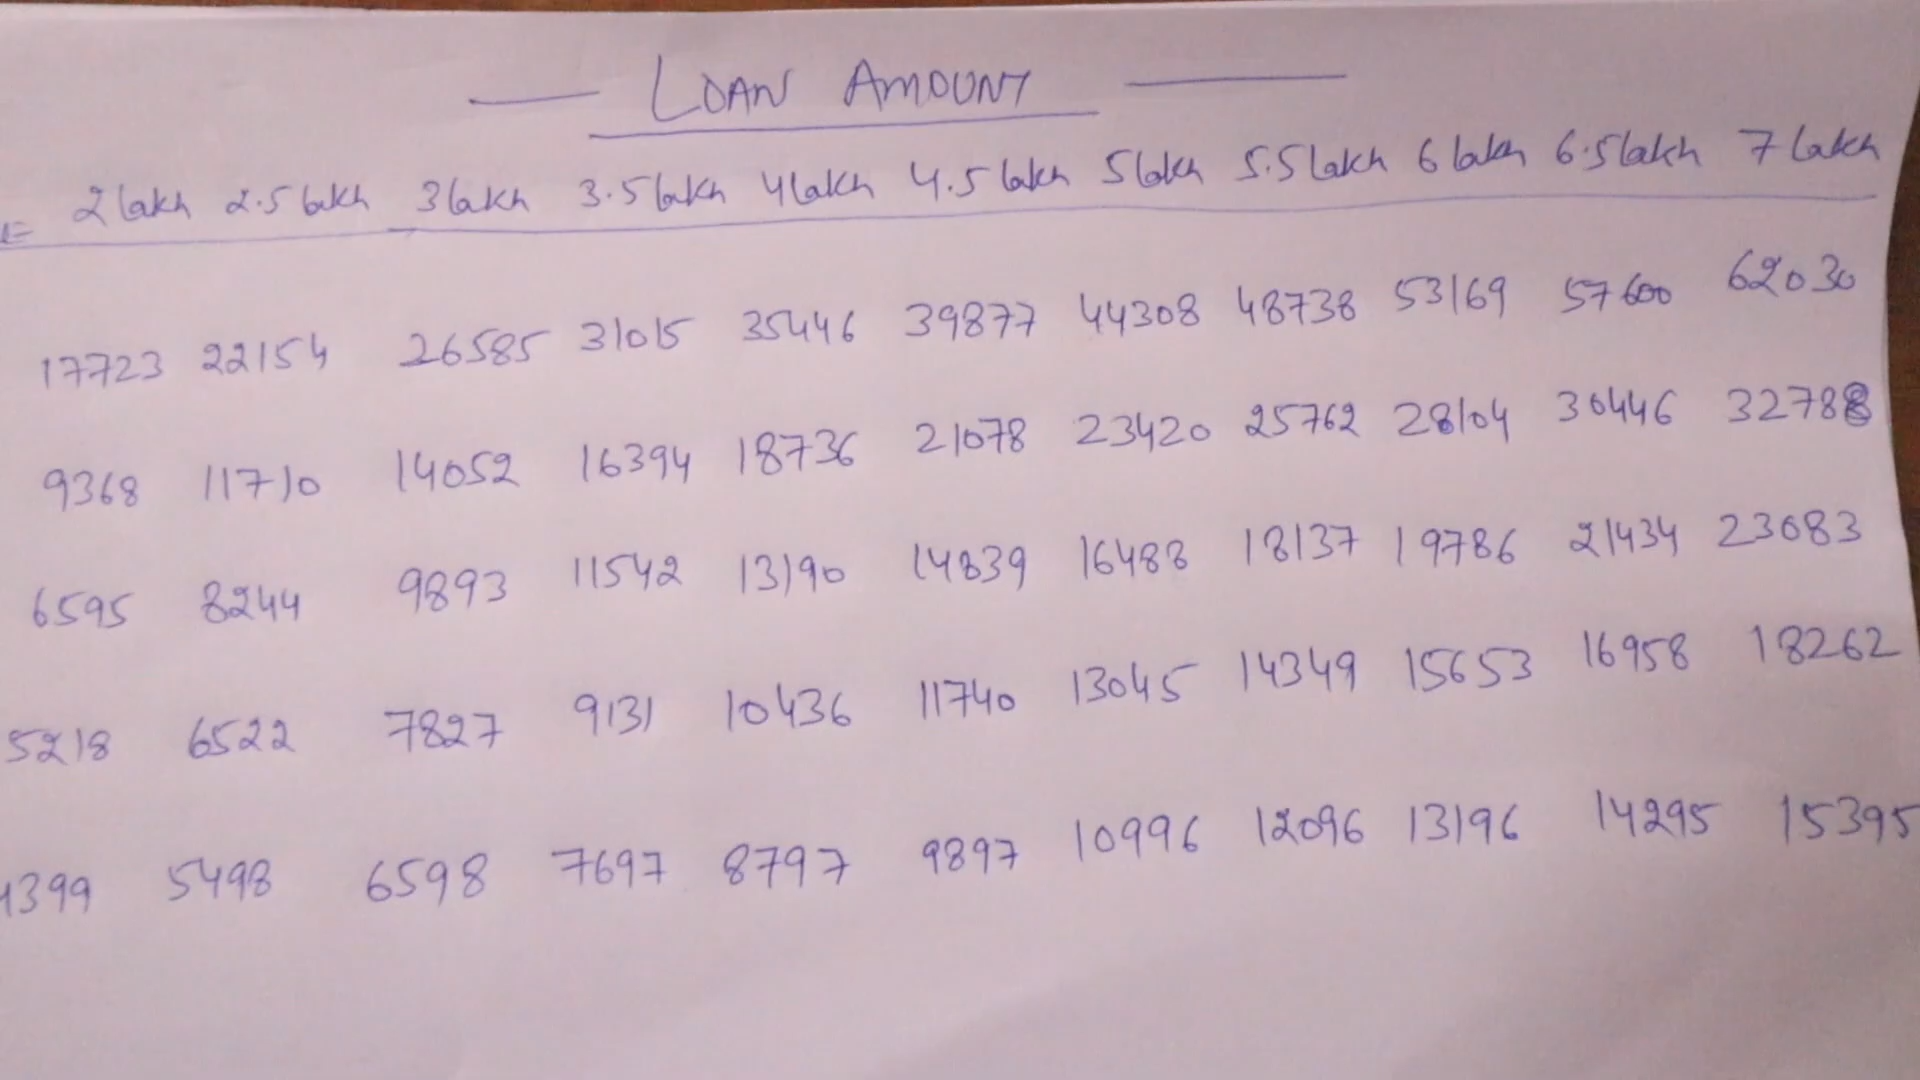 LOAN AMOUNT
2 lakh 2.5 lakh 3 lakh 3.5 lakh 4 lakh 4.5 lakh 5 lakh 5.5 lakh 6 lakh 6.5 lakh 7 lakh
17723 22154 26585 31015 35446 39877 44308 48738 53169 57600 62030
9368 11710 14052 16394 18736 21078 23420 25762 28104 30446 32788
6595 8244 9893 11542 13190 14839 16488 18137 19786 21434 23083
5218 6522 7827 9131 10436 11740 13045 14349 15653 16958 18262
4399 5498 6598 7697 8797 9897 10996 12096 13196 14295 15395